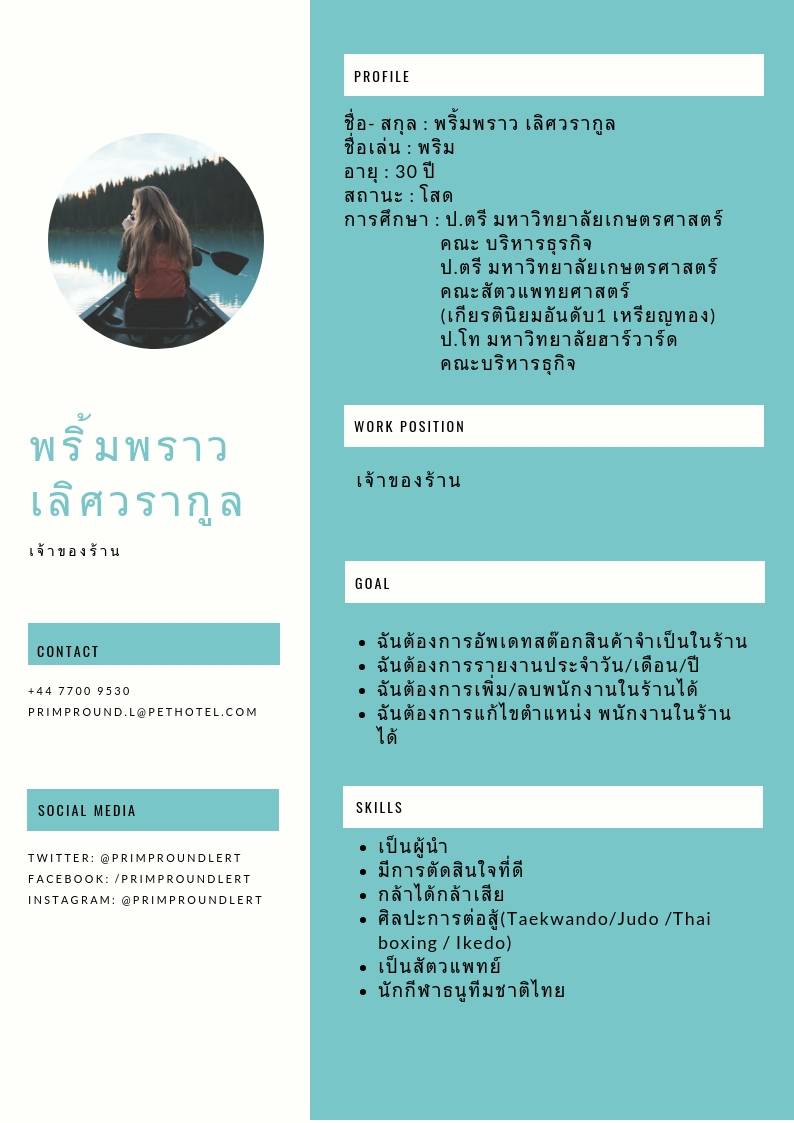 พริ้มพราว
เลิศวรากูล
เจ้าของร้าน
CONTACT
+44 7700 9530
PRIMPROUND.L@PETHOTEL.COM
SOCIAL MEDIA
TWITTER: @PRIMPROUNDLERT
FACEBOOK: /PRIMPROUNDLERT
INSTAGRAM: @PRIMPROUNDLERT
PROFILE
ชื่อ- สกุล : พริ้มพราว เลิศวรากูล
ชื่อเล่น : พริม
อายุ : 30 ปี
สถานะ : โสด
การศึกษา : ป.ตรี มหาวิทยาลัยเกษตรศาสตร์
คณะ บริหารธุรกิจ
ป.ตรี มหาวิทยาลัยเกษตรศาสตร์
คณะสัตวแพทยศาสตร์
(เกียรตินิยมอันดับ1 เหรียญทอง)
ป.โท มหาวิทยาลัยฮาร์วาร์ด
คณะบริหารธุกิจ
WORK POSITION
เจ้าของร้าน
GOAL
• ฉันต้องการอัพเดทสต๊อกสินค้าจำเป็นในร้าน
• ฉันต้องการรายงานประจำวัน/เดือน/ปี
• ฉันต้องการเพิ่ม/ลบพนักงานในร้านได้
• ฉันต้องการแก้ไขตำแหน่ง พนักงานในร้าน
ได้
SKILLS
• เป็นผู้นำ
• มีการตัดสินใจที่ดี
• กล้าได้กล้าเสีย
• ศิลปะการต่อสู้(Taekwando/Judo /Thai
boxing / Ikedo)
• เป็นสัตวแพทย์
• นักกีฬาธนูทีมชาติไทย